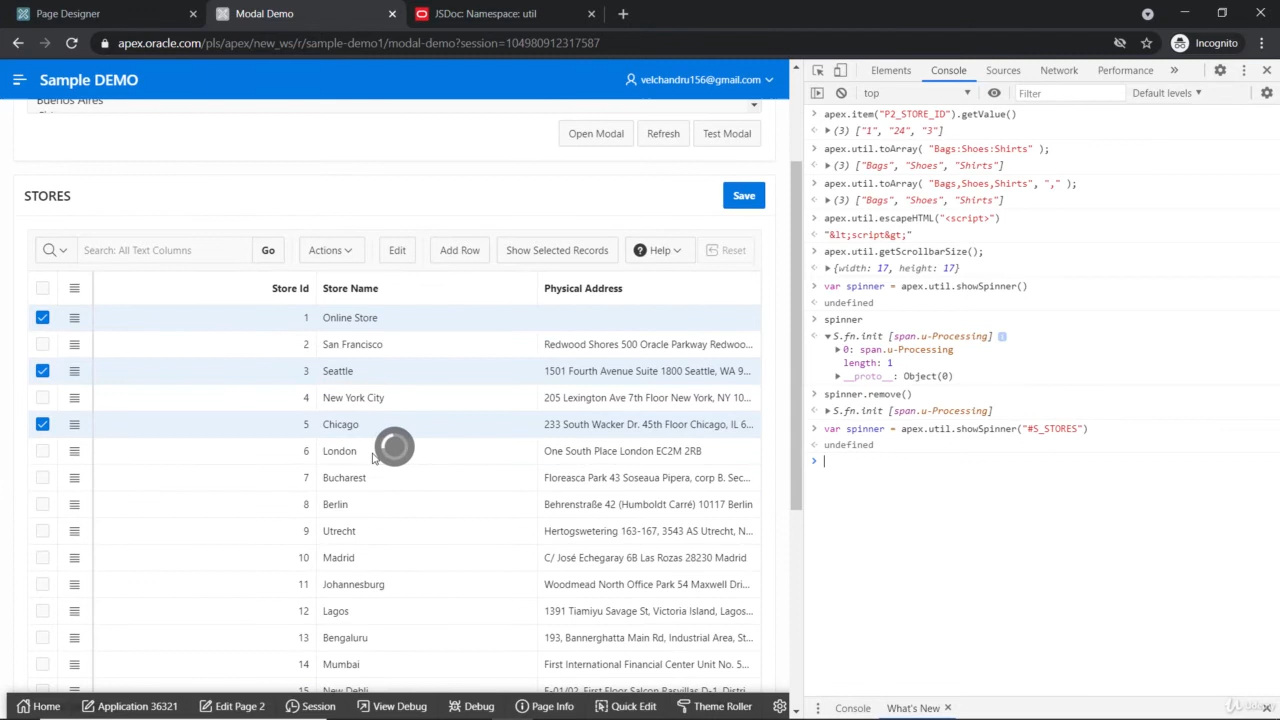 Page Designer
Modal Demo
JSDoc Namespace: util
apex.oracle.com/pls/apex/new_ws/r/sample-demo1/modal-demo?session=104980912317587
Incognito
Sample DEMO
velchandru156@gmail.com
Buenos Aires
Open Modal
Refresh
Test Modal
STORES
Save
Search: All Text Columns
Go
Actions
Edit
Add Row
Show Selected Records
Help
Reset
Store Id Store Name Physical Address
1 Online Store
2 San Francisco Redwood Shores 500 Oracle Parkway Redwoo...
3 Seattle 1501 Fourth Avenue Suite 1800 Seattle, WA 9...
4 New York City 205 Lexington Ave 7th Floor New York, NY 10...
5 Chicago 233 South Wacker Dr. 45th Floor Chicago, IL 6...
6 London One South Place London EC2M 2RB
7 Bucharest Floreasca Park 43 Soseaua Pipera, corp B. Sec...
8 Berlin Behrenstraße 42 (Humboldt Carré) 10117 Berlin
9 Utrecht Hertogswetering 163-167, 3543 AS Utrecht, N...
10 Madrid C/ José Echegaray 6B Las Rozas 28230 Madrid
11 Johannesburg Woodmead North Office Park 54 Maxwell Dri...
12 Lagos 1391 Tiamiyu Savage St, Victoria Island, Lagos...
13 Bengaluru 193, Bannerghatta Main Rd, Industrial Area, St...
14 Mumbai First International Financial Center Unit No. 5...
15 New Delhi F-01/02, First Floor Salcon Rasvillas D-1, Distri...
Home
Application 36321
Edit Page 2
Session
View Debug
Debug
Page Info
Quick Edit
Theme Roller
Elements
Console
Sources
Network
Performance
top
Filter
Default levels
apex.item("P2_STORE_ID").getValue()
(3) ["1", "24", "3"]
apex.util.toArray( "Bags:Shoes:Shirts" );
(3) ["Bags", "Shoes", "Shirts"]
apex.util.toArray( "Bags,Shoes,Shirts", "," );
(3) ["Bags", "Shoes", "Shirts"]
apex.util.escapeHTML("<script>")
"&lt;script&gt;"
apex.util.getScrollbarSize();
{width: 17, height: 17}
var spinner = apex.util.showSpinner()
undefined
spinner
S.fn.init [span.u-Processing]
0: span.u-Processing
length: 1
__proto__: Object(0)
spinner.remove()
S.fn.init [span.u-Processing]
var spinner = apex.util.showSpinner("#S_STORES")
undefined
Console
What's New